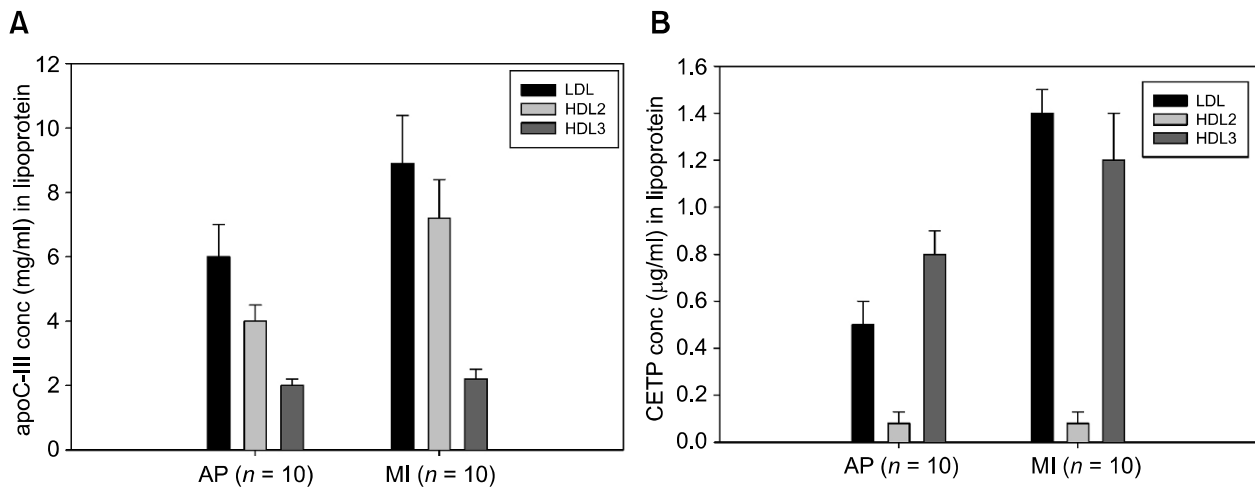 A
apoC-III conc (mg/ml) in lipoprotein
12
10
8
6
4
2
0
LDL
HDL2
HDL3
AP (n = 10)
MI (n = 10)
B
CETP conc (μg/ml) in lipoprotein
1.6
1.4
1.2
1.0
0.8
0.6
0.4
0.2
0.0
LDL
HDL2
HDL3
AP (n = 10)
MI (n = 10)